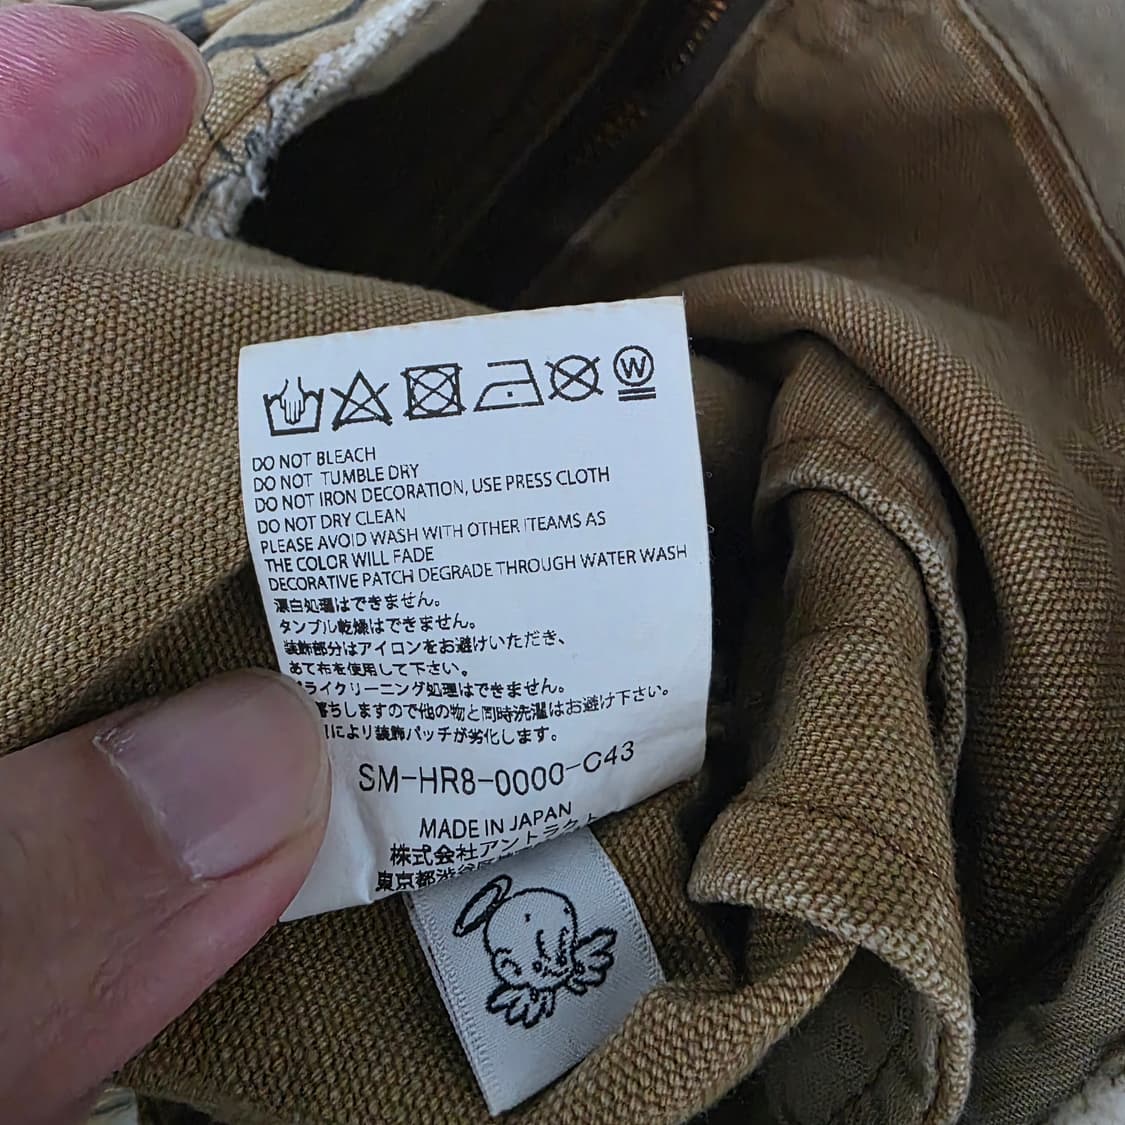 W
DO NOT BLEACH
DO NOT TUMBLE DRY
DO NOT IRON DECORATION, USE PRESS CLOTH
DO NOT DRY CLEAN
PLEASE AVOID WASH WITH OTHER ITEAMS AS
THE COLOR WILL FADE
DECORATIVE PATCH DEGRADE THROUGH WATER WASH
漂白処理はできません。
タンブル乾燥はできません。
装飾部分はアイロンをお避けいただき、
あて布を使用して下さい。
ライクリーニング処理はできません。
落ちしますので他の物と同時洗濯はお避け下さい。
により装飾パッチが劣化します。
SM-HR8-0000-C43
MADE IN JAPAN
株式会社アントラクト
東京都渋谷区